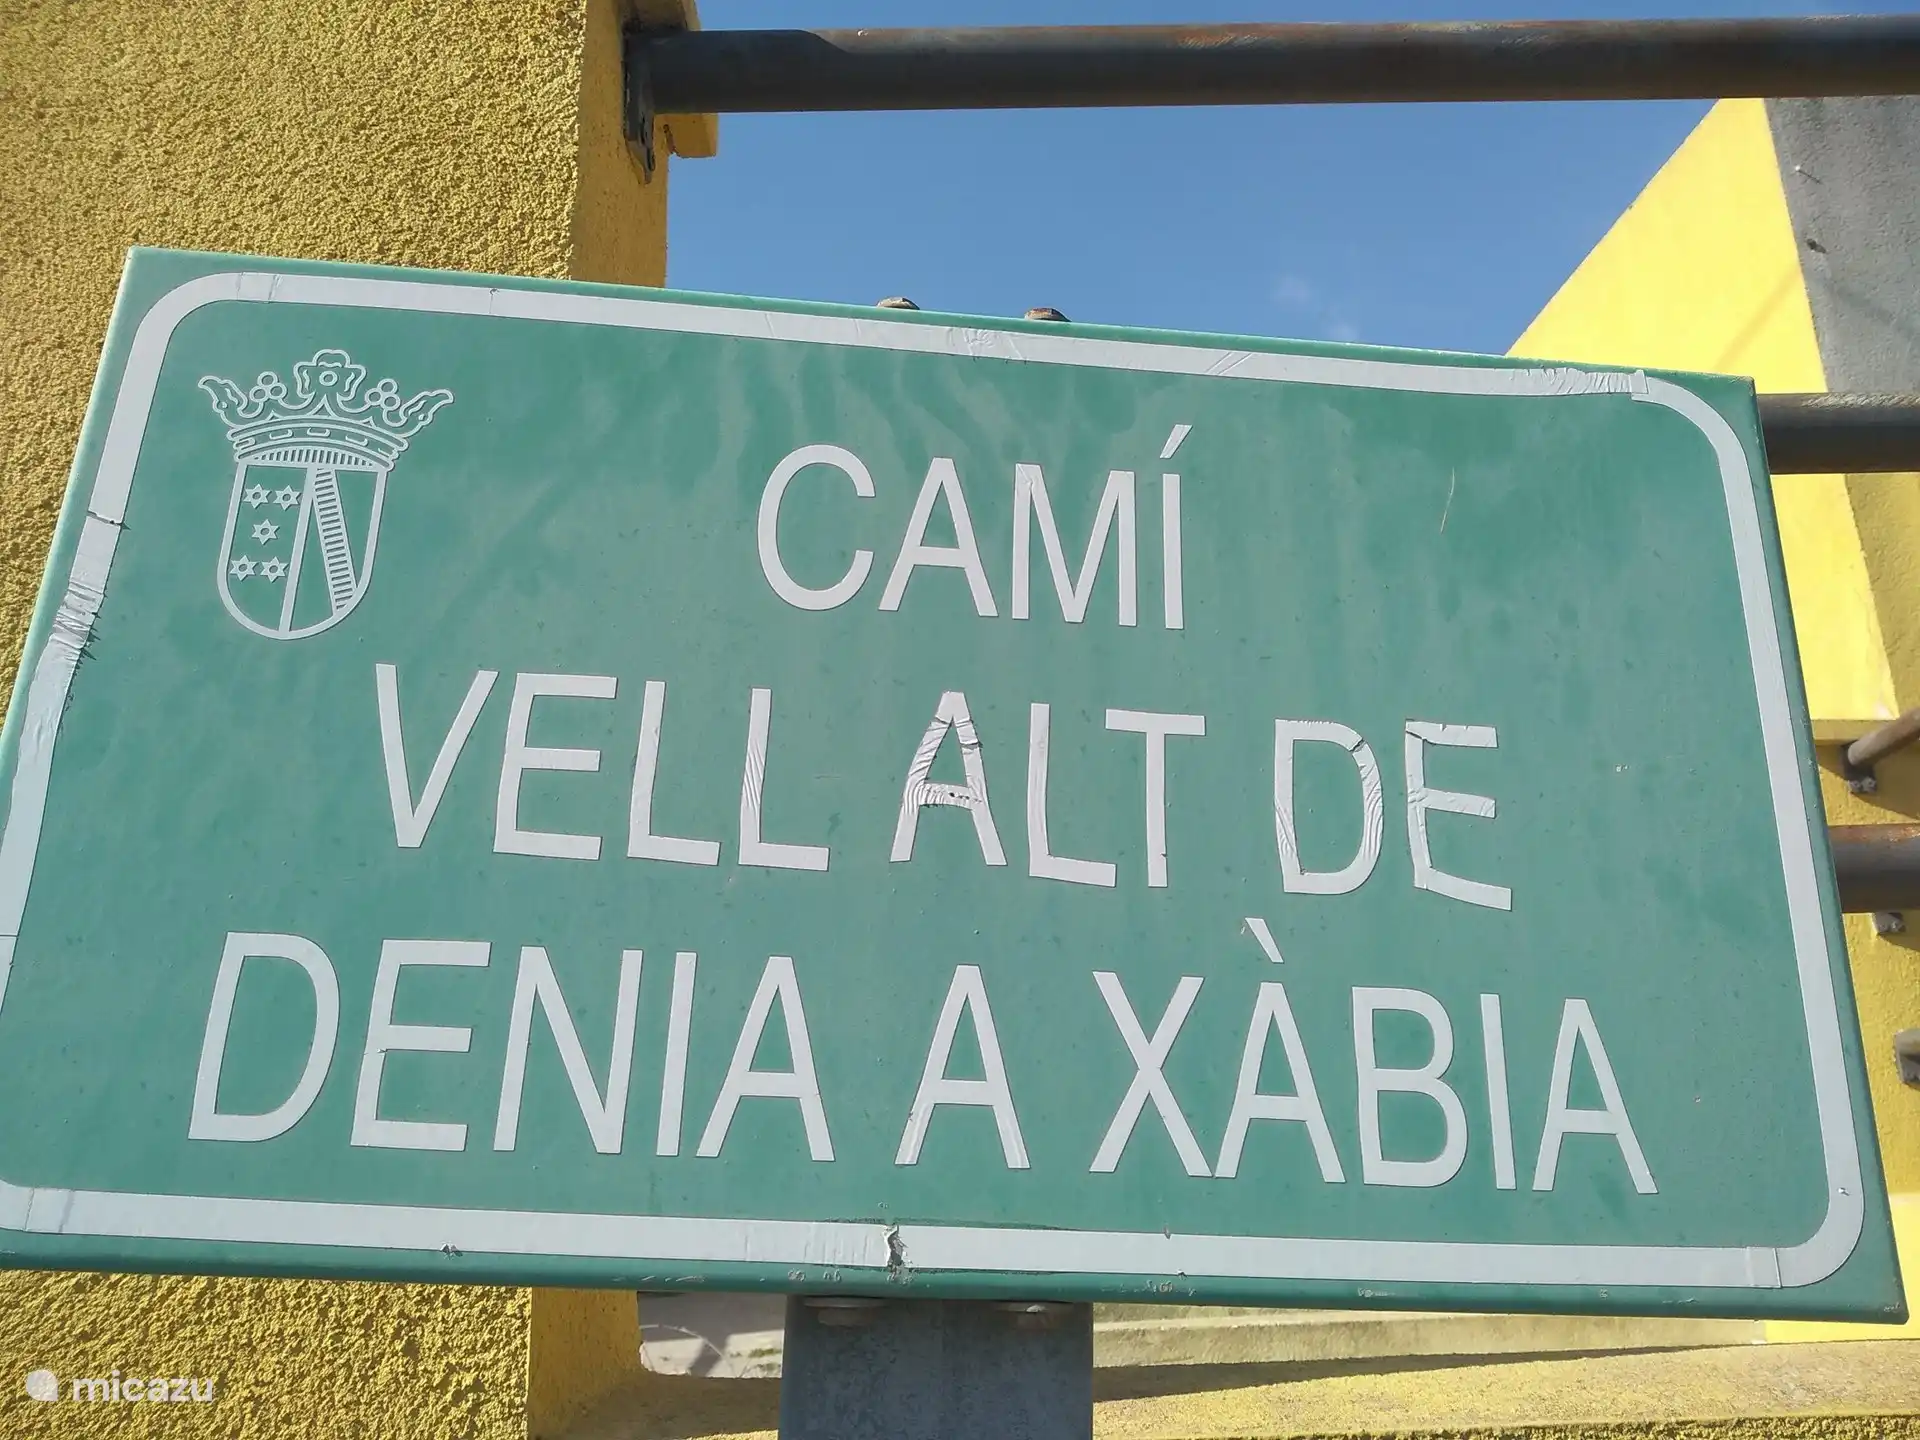 CAMÍ
VELL ALT DE
DENIA A XÀBIA
micazu